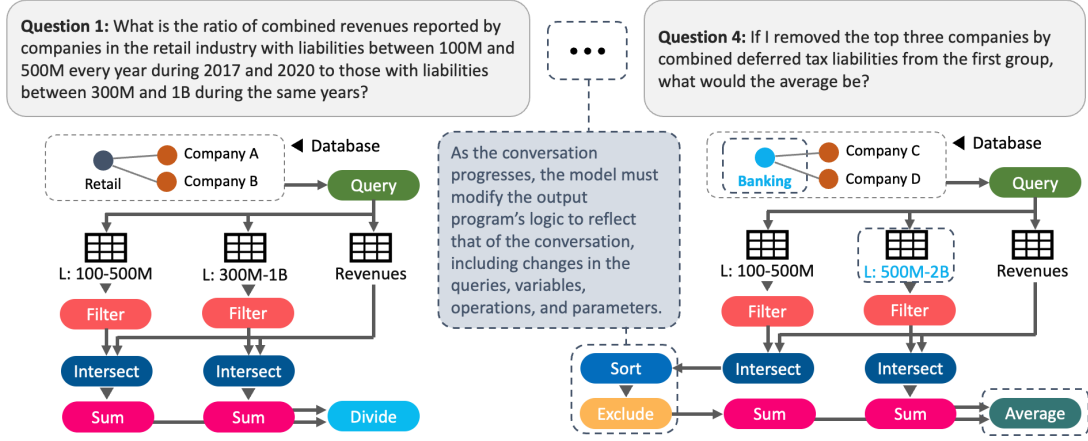 Question 1: What is the ratio of combined revenues reported by
companies in the retail industry with liabilities between 100M and
500M every year during 2017 and 2020 to those with liabilities
between 300M and 1B during the same years?
•••
Question 4: If I removed the top three companies by
combined deferred tax liabilities from the first group,
what would the average be?
Retail
Company A
Company B
◀ Database
Query
L: 100-500M
L: 300M-1B
Revenues
Filter
Filter
Intersect
Intersect
Sum
Sum
Divide
As the conversation
progresses, the model must
modify the output
program's logic to reflect
that of the conversation,
including changes in the
queries, variables,
operations, and parameters.
Banking
Company C
Company D
◀ Database
Query
L: 100-500M
L: 500M-2B
Revenues
Filter
Filter
Sort
Intersect
Intersect
Exclude
Sum
Sum
Average